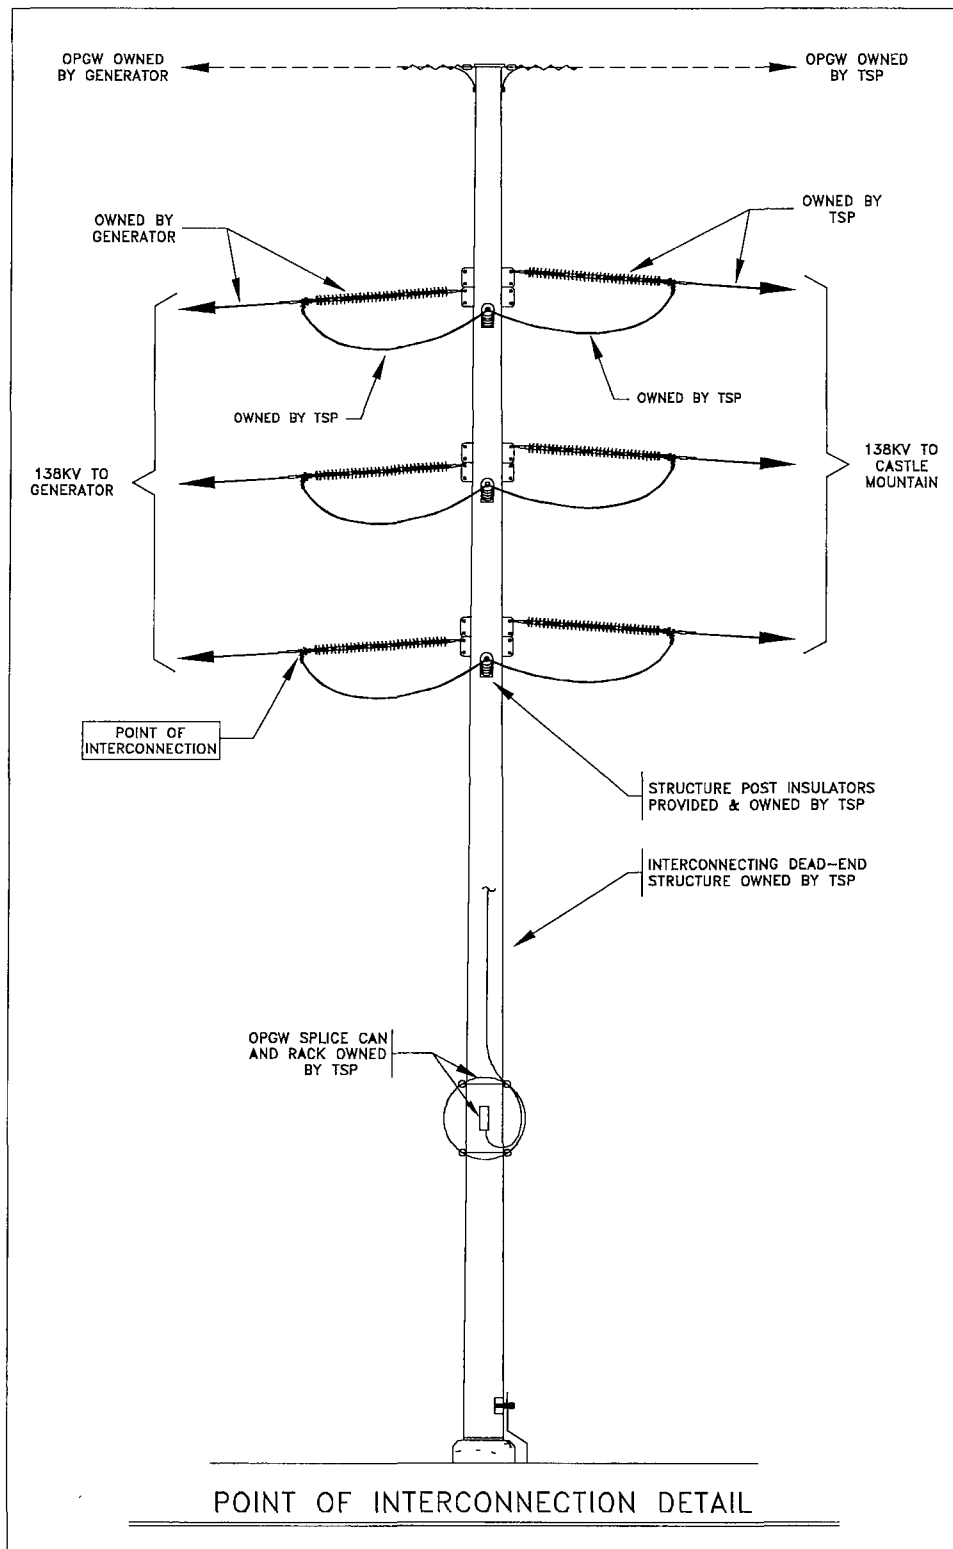 OPGW OWNED
BY GENERATOR
OPGW OWNED
BY TSP
OWNED BY
GENERATOR
OWNED BY
TSP
OWNED BY TSP
OWNED BY TSP
138KV TO
GENERATOR
138KV TO
CASTLE
MOUNTAIN
POINT OF
INTERCONNECTION
STRUCTURE POST INSULATORS
PROVIDED & OWNED BY TSP
INTERCONNECTING DEAD-END
STRUCTURE OWNED BY TSP
OPGW SPLICE CAN
AND RACK OWNED
BY TSP
POINT OF INTERCONNECTION DETAIL